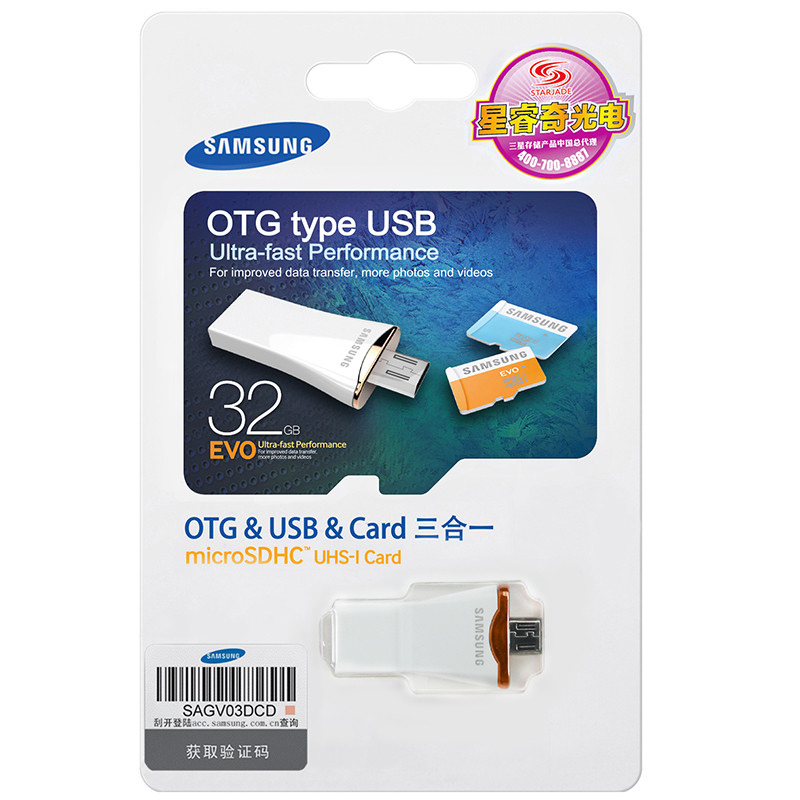 SAMSUNG
STARJADE
星睿奇光电
三星存储产品中国总代理
400-700-8887
OTG type USB
Ultra-fast Performance
For improved data transfer, more photos and videos
SAMSUNG
SAMSUNG
SAMSUNG
EVO
32GB
EVO Ultra-fast Performance
For improved data transfer,
more photos and videos
OTG & USB & Card 三合一
microSDHC™ UHS-I Card
SAMSUNG
SAMSUNG
SAGV03DCD
刮开登陆acc.samsung.com.cn查询
获取验证码